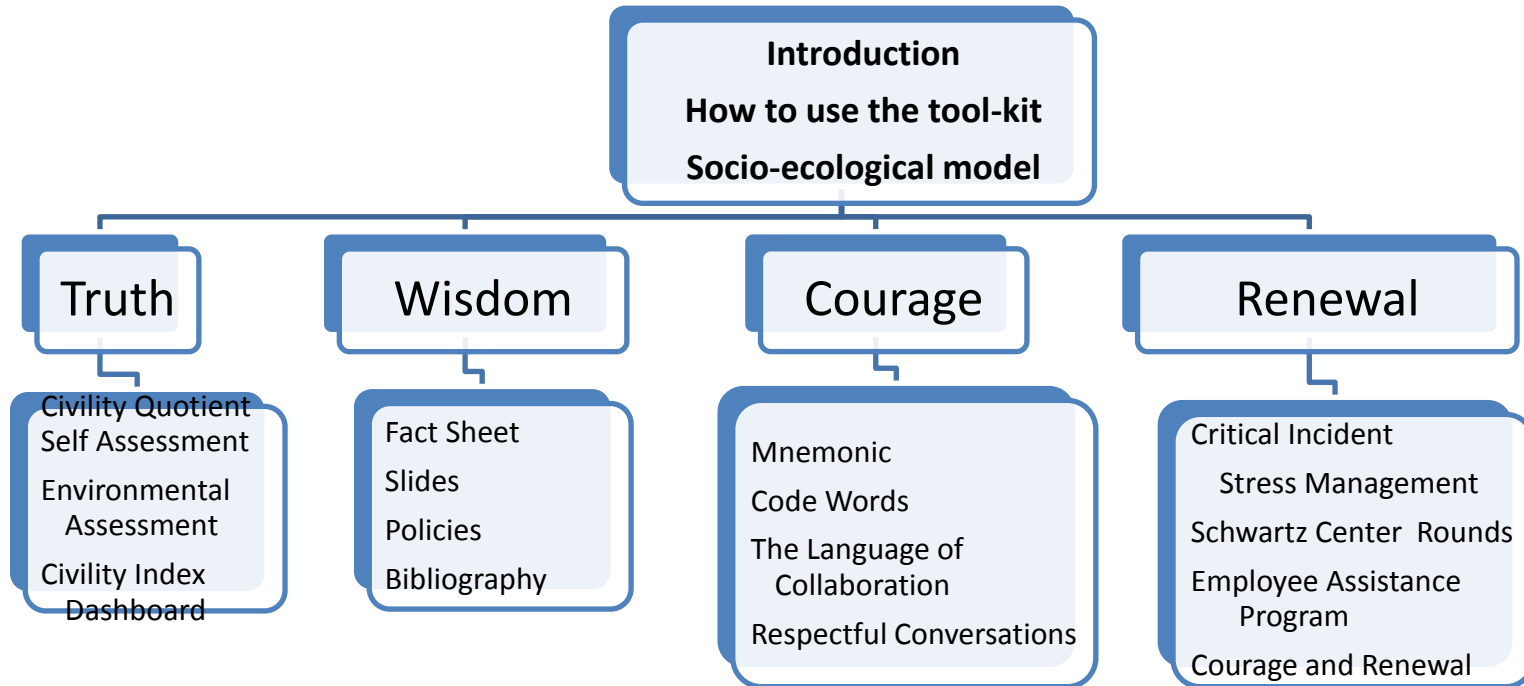 Introduction
How to use the tool-kit
Socio-ecological model
Truth
Wisdom
Courage
Renewal
Civility Quotient
Self Assessment
Environmental
Assessment
Civility Index
Dashboard
Fact Sheet
Slides
Policies
Bibliography
Mnemonic
Code Words
The Language of
Collaboration
Respectful Conversations
Critical Incident
Stress Management
Schwartz Center Rounds
Employee Assistance
Program
Courage and Renewal